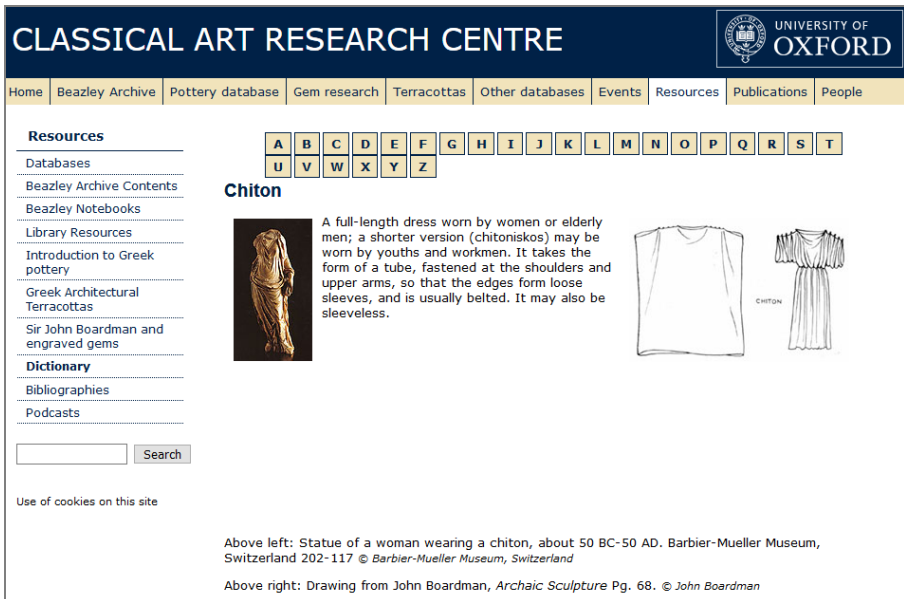 CLASSICAL ART RESEARCH CENTRE
UNIVERSITY OF
OXFORD
Home Beazley Archive Pottery database Gem research Terracottas Other databases Events Resources Publications People
Resources
Databases
Beazley Archive Contents
Beazley Notebooks
Library Resources
Introduction to Greek
pottery
Greek Architectural
Terracottas
Sir John Boardman and
engraved gems
Dictionary
Bibliographies
Podcasts
Search
Use of cookies on this site
A B C D E F G H I J K L M N O P Q R S T
U V W X Y Z
Chiton
A full-length dress worn by women or elderly
men; a shorter version (chitoniskos) may be
worn by youths and workmen. It takes the
form of a tube, fastened at the shoulders and
upper arms, so that the edges form loose
sleeves, and is usually belted. It may also be
sleeveless.
CHITON
Above left: Statue of a woman wearing a chiton, about 50 BC-50 AD. Barbier-Mueller Museum,
Switzerland 202-117 © Barbier-Mueller Museum, Switzerland
Above right: Drawing from John Boardman, Archaic Sculpture Pg. 68. © John Boardman